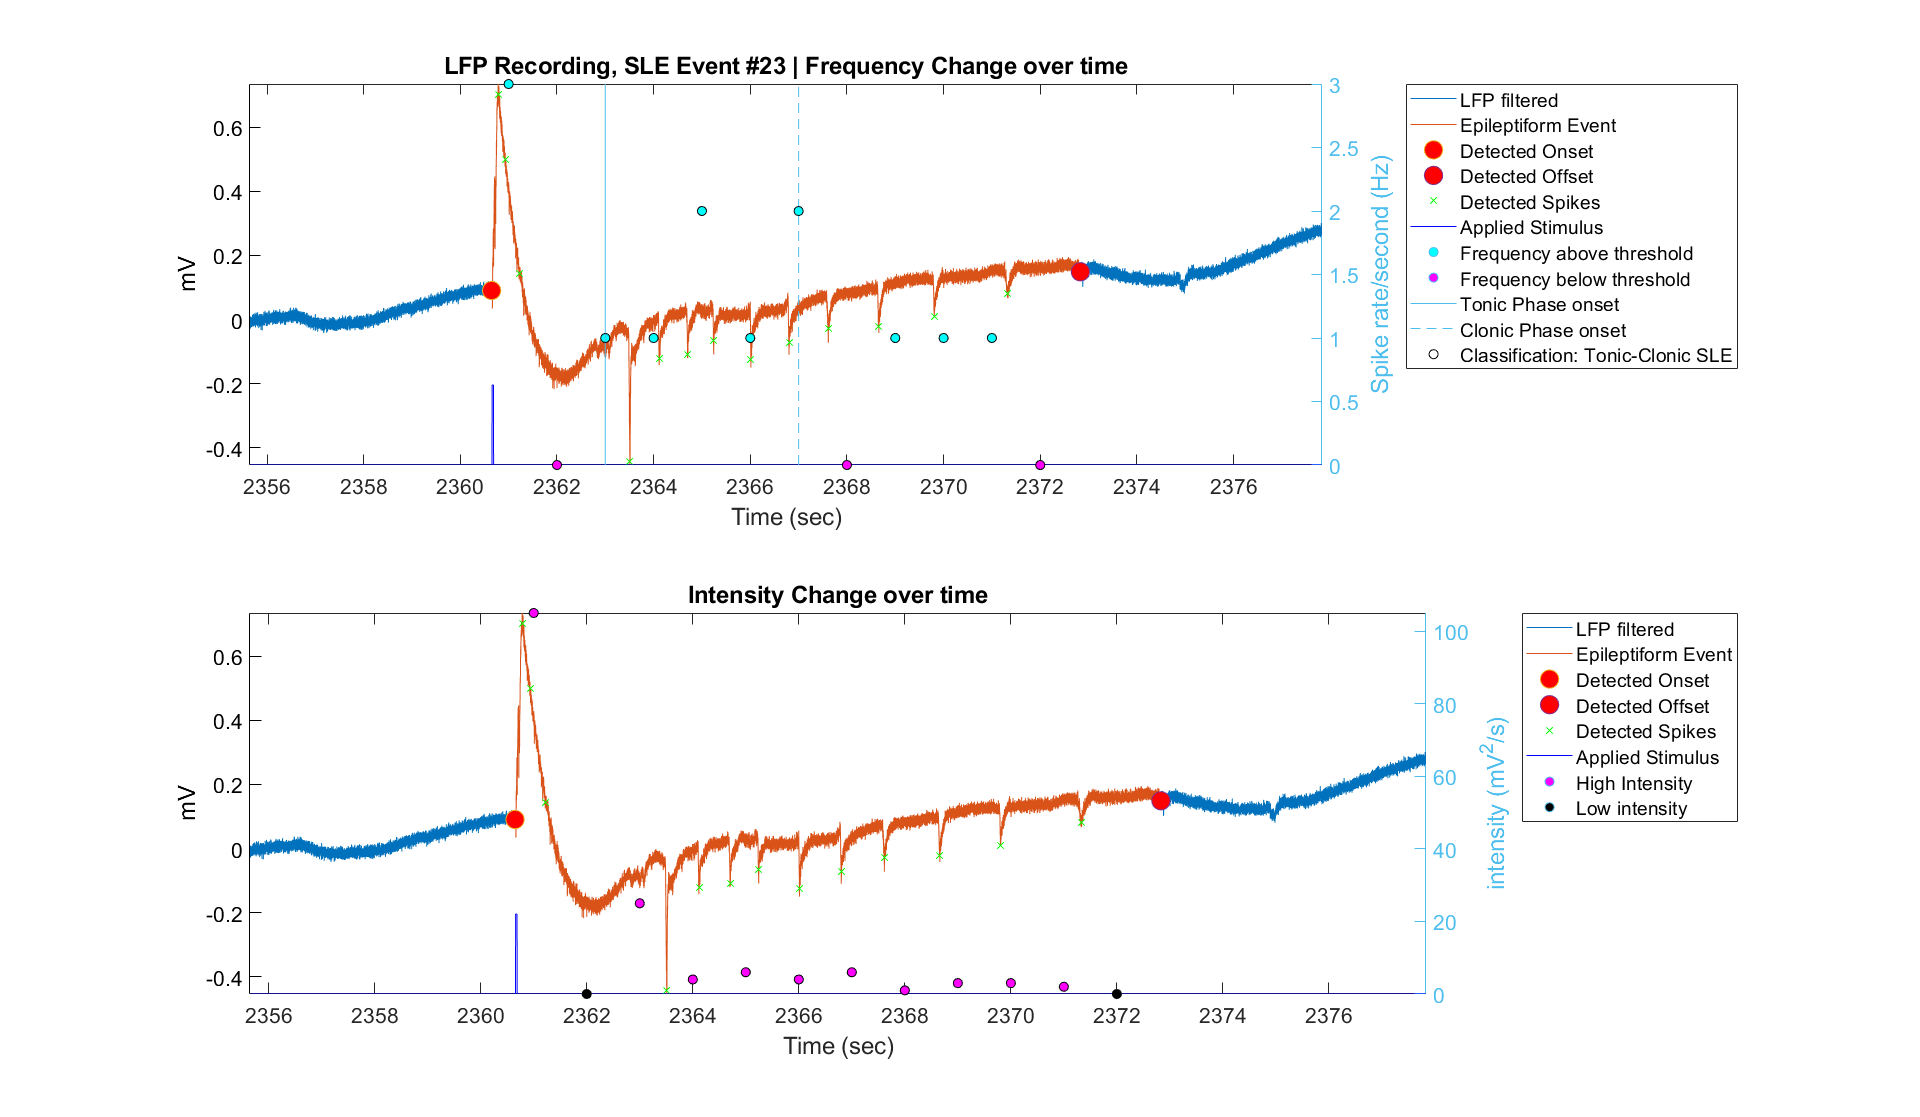 LFP Recording, SLE Event #23 | Frequency Change over time
0.6
0.4
0.2
0
-0.2
-0.4
mV
3
2.5
2
1.5
1
0.5
0
Spike rate/second (Hz)
2356 2358 2360 2362 2364 2366 2368 2370 2372 2374 2376
Time (sec)
LFP filtered
Epileptiform Event
Detected Onset
Detected Offset
Detected Spikes
Applied Stimulus
Frequency above threshold
Frequency below threshold
Tonic Phase onset
Clonic Phase onset
Classification: Tonic-Clonic SLE
Intensity Change over time
0.6
0.4
0.2
0
-0.2
-0.4
mV
100
80
60
40
20
0
intensity (mV²/s)
2356 2358 2360 2362 2364 2366 2368 2370 2372 2374 2376
Time (sec)
LFP filtered
Epileptiform Event
Detected Onset
Detected Offset
Detected Spikes
Applied Stimulus
High Intensity
Low intensity